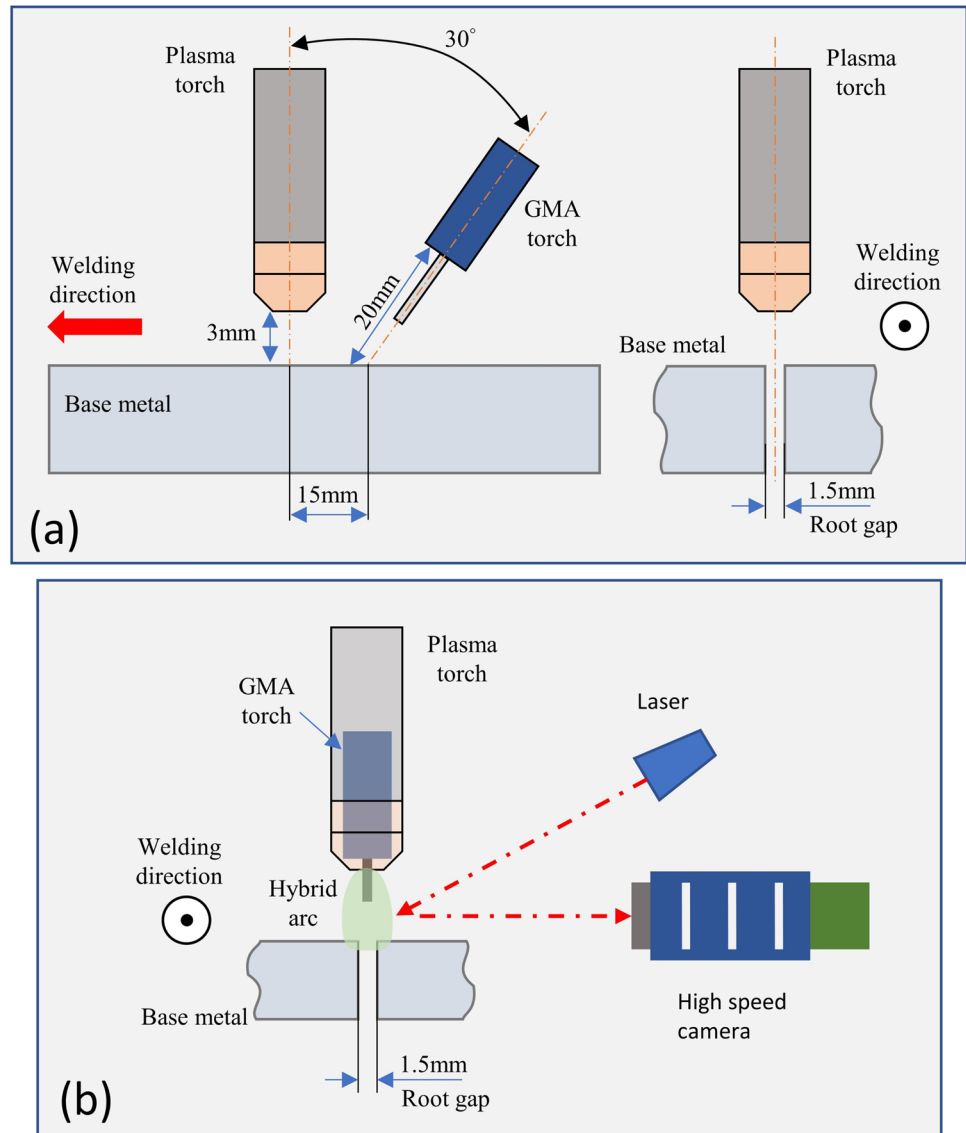 30°
Plasma
torch
Plasma
torch
GMA
torch
Welding
direction
Welding
direction
20mm
3mm
Base metal
Base metal
15mm
1.5mm
Root gap
(a)
Plasma
torch
GMA
torch
Laser
Welding
direction
Hybrid
arc
Base metal
High speed
camera
1.5mm
Root gap
(b)